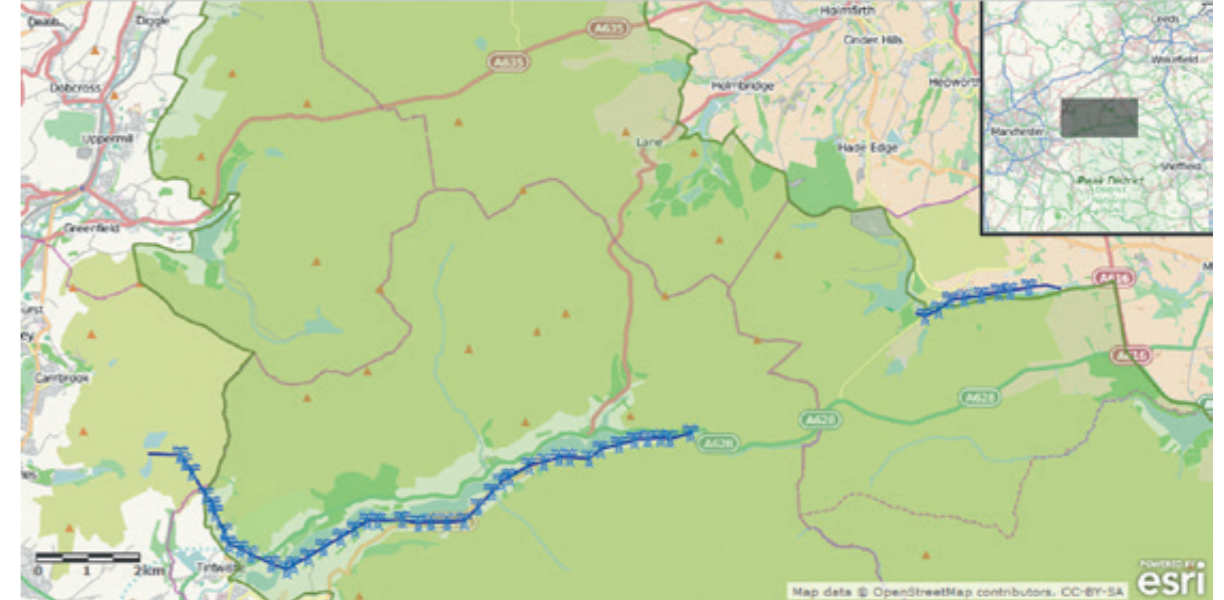 Diggle
Holmfirth
A635
Cinder Hills
Leeds
Wakefield
A635
Dobcross
Holmbridge
Hepworth
Uppermill
Manchester
Lane
Hade Edge
Sheffield
Peak District
Greenfield
A616
Carrbrook
A616
A628
A628
A628
0 1 2km
Tintwistle
POWERED BY
esri
Map data © OpenStreetMap contributors, CC-BY-SA